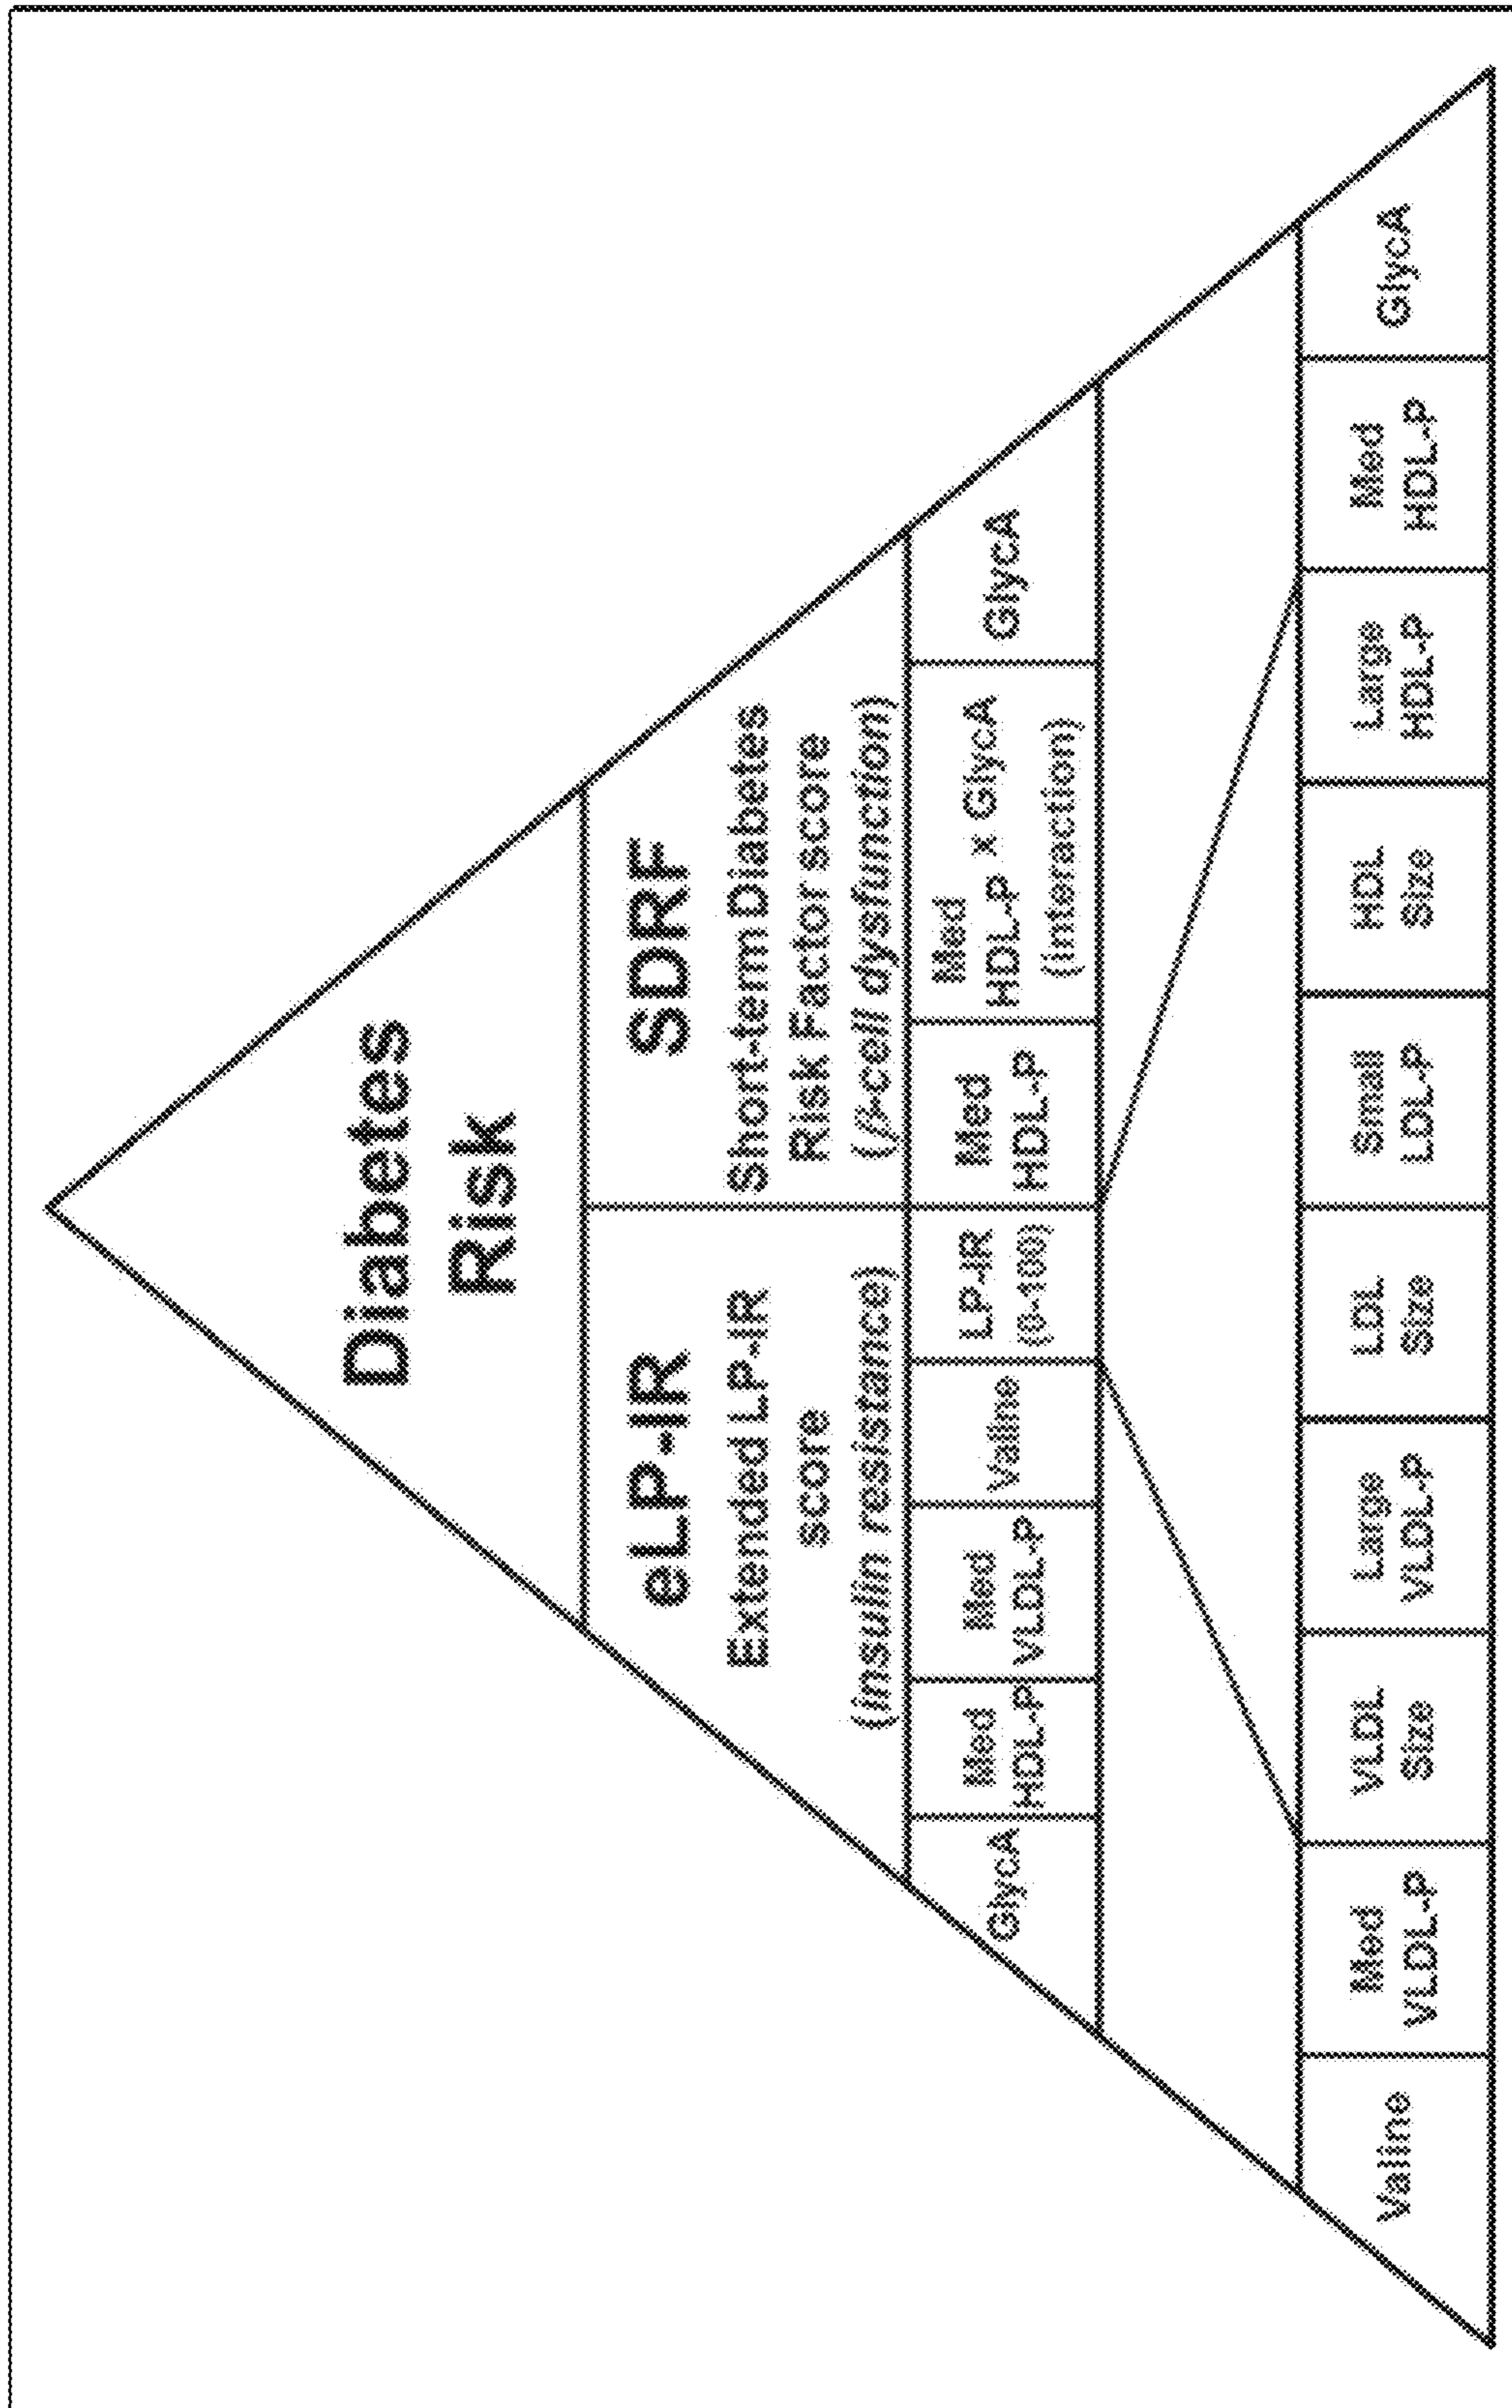 Diabetes
Risk
eLP-IR
Extended LP-IR
score
(insulin resistance)
SDRF
Short-term Diabetes
Risk Factor score
(β-cell dysfunction)
GlycA
Med
HDL-P
Med
VLDL-P
Valine
LP-IR
(0-100)
Med
HDL-P
Med
HDL-P x GlycA
(interaction)
GlycA
Valine
Med
VLDL-P
VLDL
Size
Large
VLDL-P
LDL
Size
Small
LDL-P
HDL
Size
Large
HDL-P
Med
HDL-P
GlycA